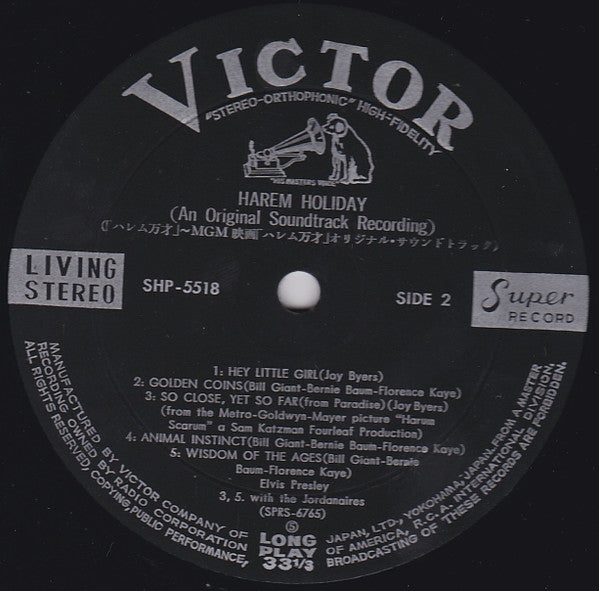 VICTOR
"STEREO-ORTHOPHONIC" HIGH-FIDELITY
"HIS MASTERS VOICE"
HAREM HOLIDAY
(An Original Soundtrack Recording)
(「ハレム万才」~MGM 映画「ハレム万才」オリジナル・サウンドトラック)
LIVING
STEREO
SHP-5518
SIDE 2
Super
RECORD
1: HEY LITTLE GIRL(Joy Byers)
2: GOLDEN COINS(Bill Giant-Bernie Baum-Florence Kaye)
3: SO CLOSE, YET SO FAR(from Paradise)(Joy Byers)
(from the Metro-Goldwyn-Mayer picture "Harum
Scarum" a Sam Katzman Fourleaf Production)
4: ANIMAL INSTINCT(Bill Giant-Bernie Baum-Florence Kaye)
5: WISDOM OF THE AGES(Bill Giant-Bernie
Baum-Florence Kaye)
Elvis Presley
3, 5. with the Jordanaires
(SPRS-6765)
Ⓢ
LONG
PLAY
33 1/3
MANUFACTURED BY VICTOR COMPANY OF JAPAN, LTD., YOKOHAMA, JAPAN, FROM A MASTER
RECORDING OWNED BY RADIO CORPORATION OF AMERICA, R.C.A. INTERNATIONAL DIVISION.
ALL RIGHTS RESERVED, COPYING PUBLIC PERFORMANCE, BROADCASTING OF THESE RECORDS ARE FORBIDDEN.